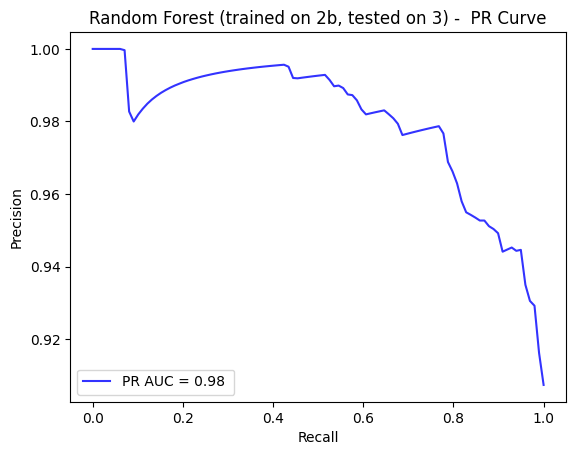 Random Forest (trained on 2b, tested on 3) -  PR Curve
1.00
0.98
0.96
0.94
0.92
Precision
PR AUC = 0.98
0.0 0.2 0.4 0.6 0.8 1.0
Recall